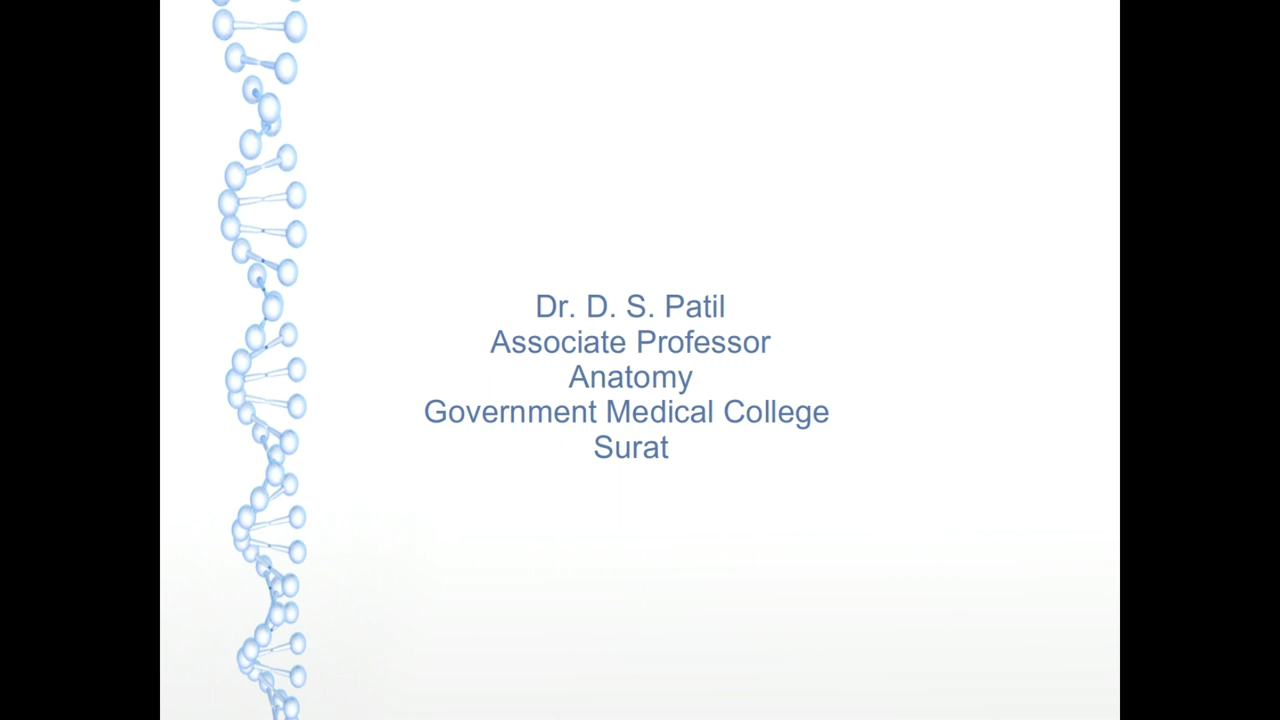 Dr. D. S. Patil
Associate Professor
Anatomy
Government Medical College
Surat